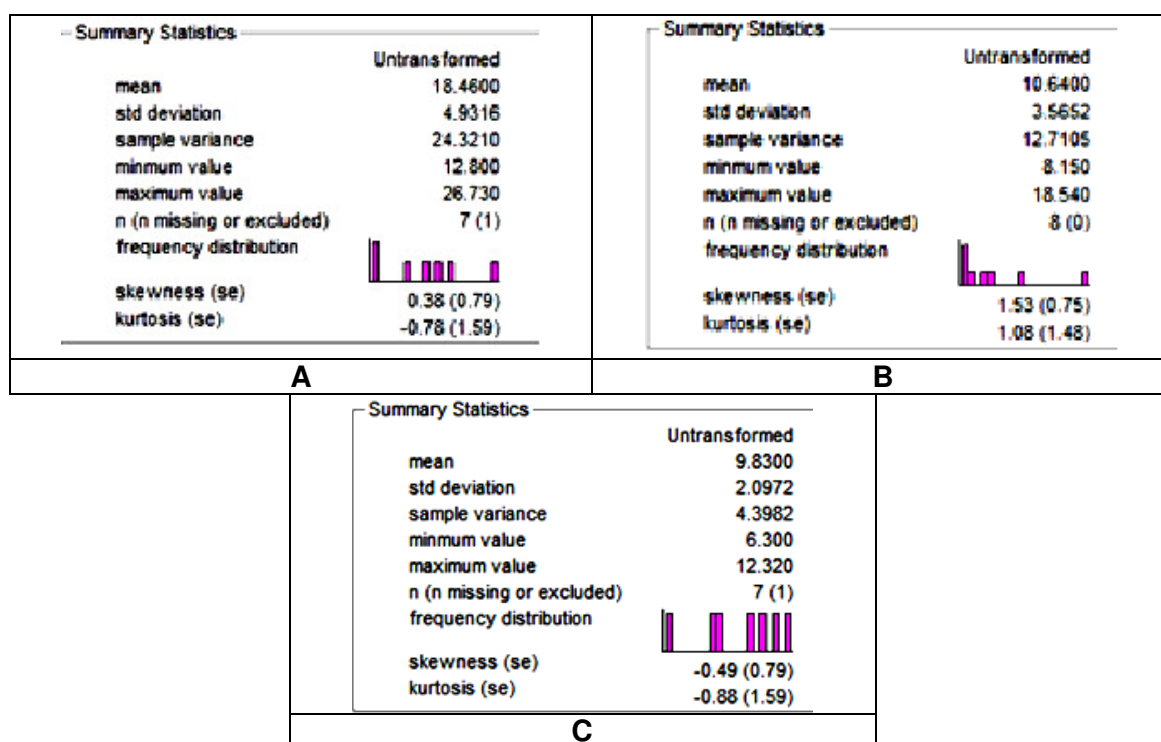 Summary Statistics
Untransformed
mean 18.4600
std deviation 4.9316
sample variance 24.3210
minmum value 12.800
maximum value 26.730
n (n missing or excluded) 7 (1)
frequency distribution
skewness (se) 0.38 (0.79)
kurtosis (se) -0.78 (1.59)
A
Summary Statistics
Untransformed
mean 10.6400
std deviation 3.5652
sample variance 12.7105
minmum value 8.150
maximum value 18.540
n (n missing or excluded) 8 (0)
frequency distribution
skewness (se) 1.53 (0.75)
kurtosis (se) 1.08 (1.48)
B
Summary Statistics
Untransformed
mean 9.8300
std deviation 2.0972
sample variance 4.3982
minmum value 6.300
maximum value 12.320
n (n missing or excluded) 7 (1)
frequency distribution
skewness (se) -0.49 (0.79)
kurtosis (se) -0.88 (1.59)
C